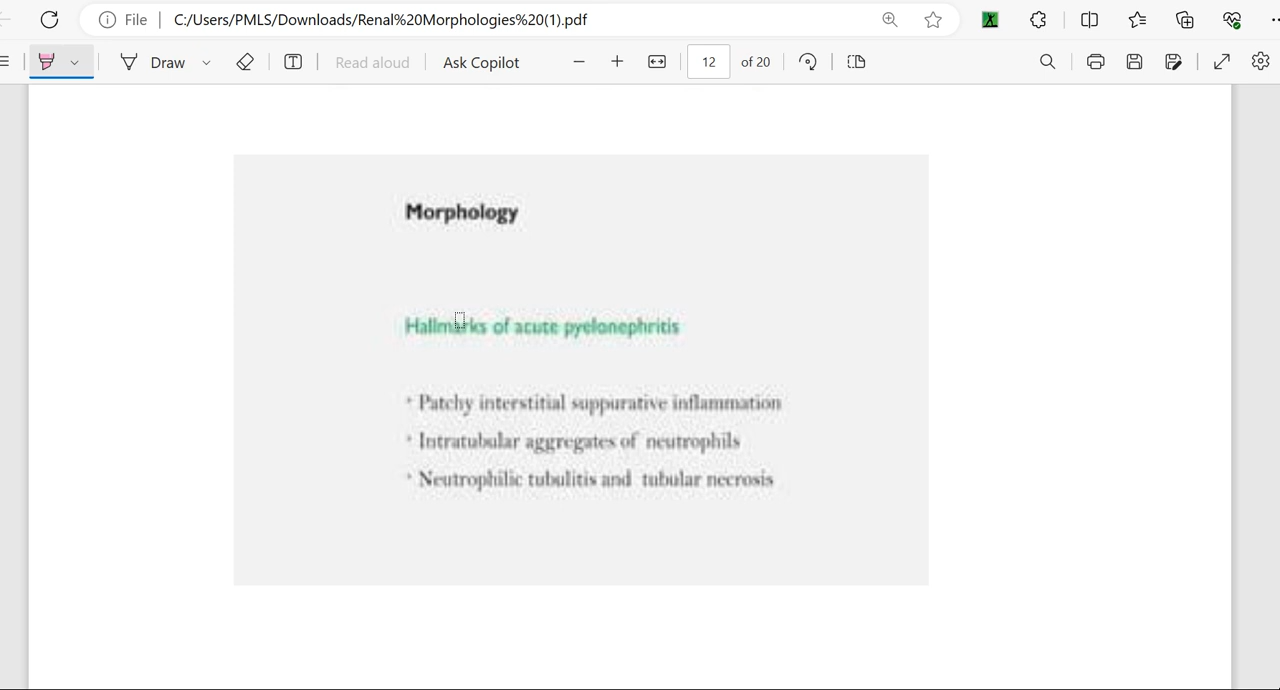 File C:/Users/PMLS/Downloads/Renal%20Morphologies%20(1).pdf
Draw Read aloud Ask Copilot 12 of 20
Morphology
Hallmarks of acute pyelonephritis
* Patchy interstitial suppurative inflammation
* Intratubular aggregates of neutrophils
* Neutrophilic tubulitis and tubular necrosis